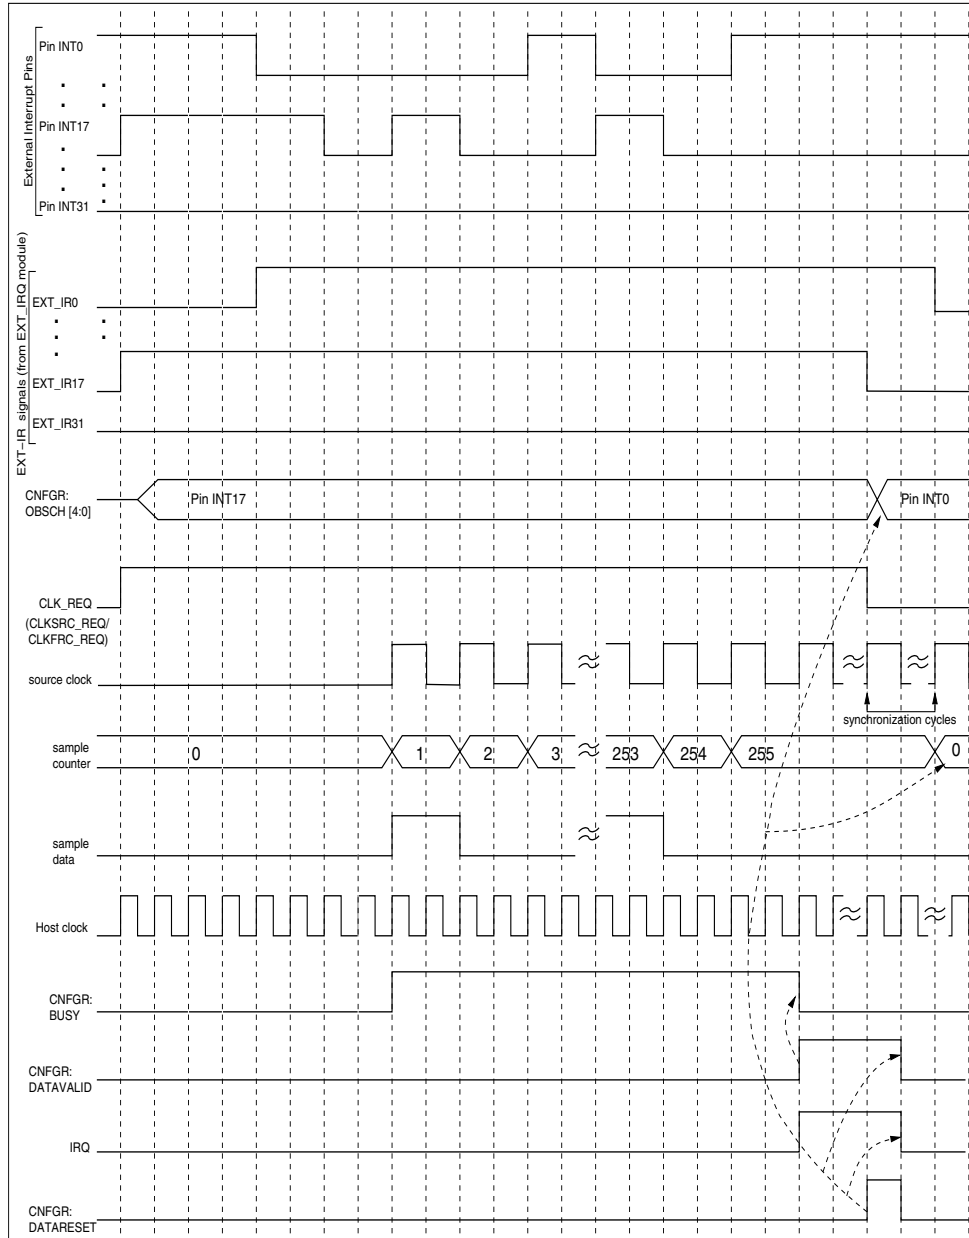 External Interrupt Pins
Pin INT0
Pin INT17
Pin INT31
EXT-IR signals (from EXT_IRQ module)
EXT_IR0
EXT_IR17
EXT_IR31
CNFGR:
OBSCH [4:0]
Pin INT17
Pin INT0
CLK_REQ
(CLKSRC_REQ/
CLKFRC_REQ)
source clock
synchronization cycles
sample
counter
0 1 2 3 253 254 255 0
sample
data
Host clock
CNFGR:
BUSY
CNFGR:
DATAVALID
IRQ
CNFGR:
DATARESET